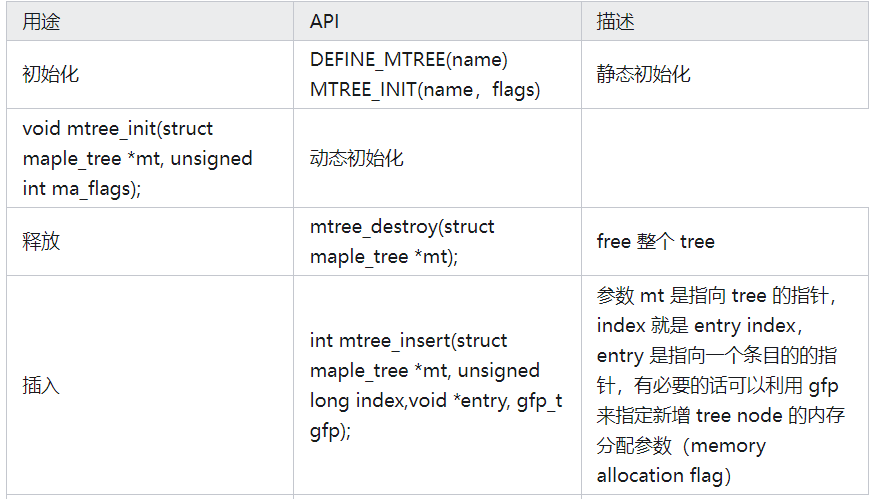 用途
API
描述
初始化
DEFINE_MTREE(name)
MTREE_INIT(name，flags)
静态初始化
void mtree_init(struct
maple_tree *mt, unsigned
int ma_flags);
动态初始化
释放
mtree_destroy(struct
maple_tree *mt);
free 整个 tree
插入
int mtree_insert(struct
maple_tree *mt, unsigned
long index,void *entry, gfp_t
gfp);
参数 mt 是指向 tree 的指针，
index 就是 entry index，
entry 是指向一个条目的的指
针，有必要的话可以利用 gfp
来指定新增 tree node 的内存
分配参数（memory
allocation flag）